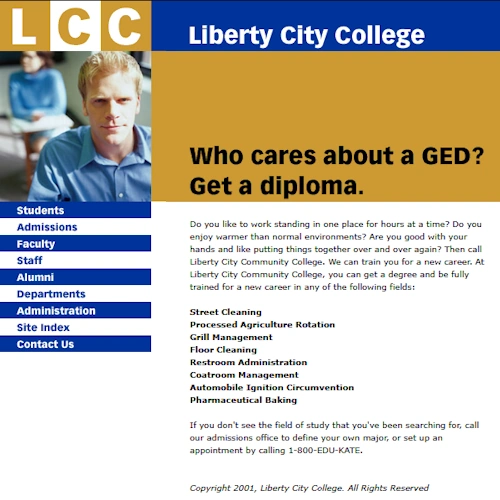 LCC
Liberty City College
Who cares about a GED?
Get a diploma.
Students
Admissions
Faculty
Staff
Alumni
Departments
Administration
Site Index
Contact Us
Do you like to work standing in one place for hours at a time? Do you
enjoy warmer than normal environments? Are you good with your
hands and like putting things together over and over again? Then call
Liberty City Community College. We can train you for a new career. At
Liberty City Community College, you can get a degree and be fully
trained for a new career in any of the following fields:
Street Cleaning
Processed Agriculture Rotation
Grill Management
Floor Cleaning
Restroom Administration
Coatroom Management
Automobile Ignition Circumvention
Pharmaceutical Baking
If you don't see the field of study that you've been searching for, call
our admissions office to define your own major, or set up an
appointment by calling 1-800-EDU-KATE.
Copyright 2001, Liberty City College. All Rights Reserved